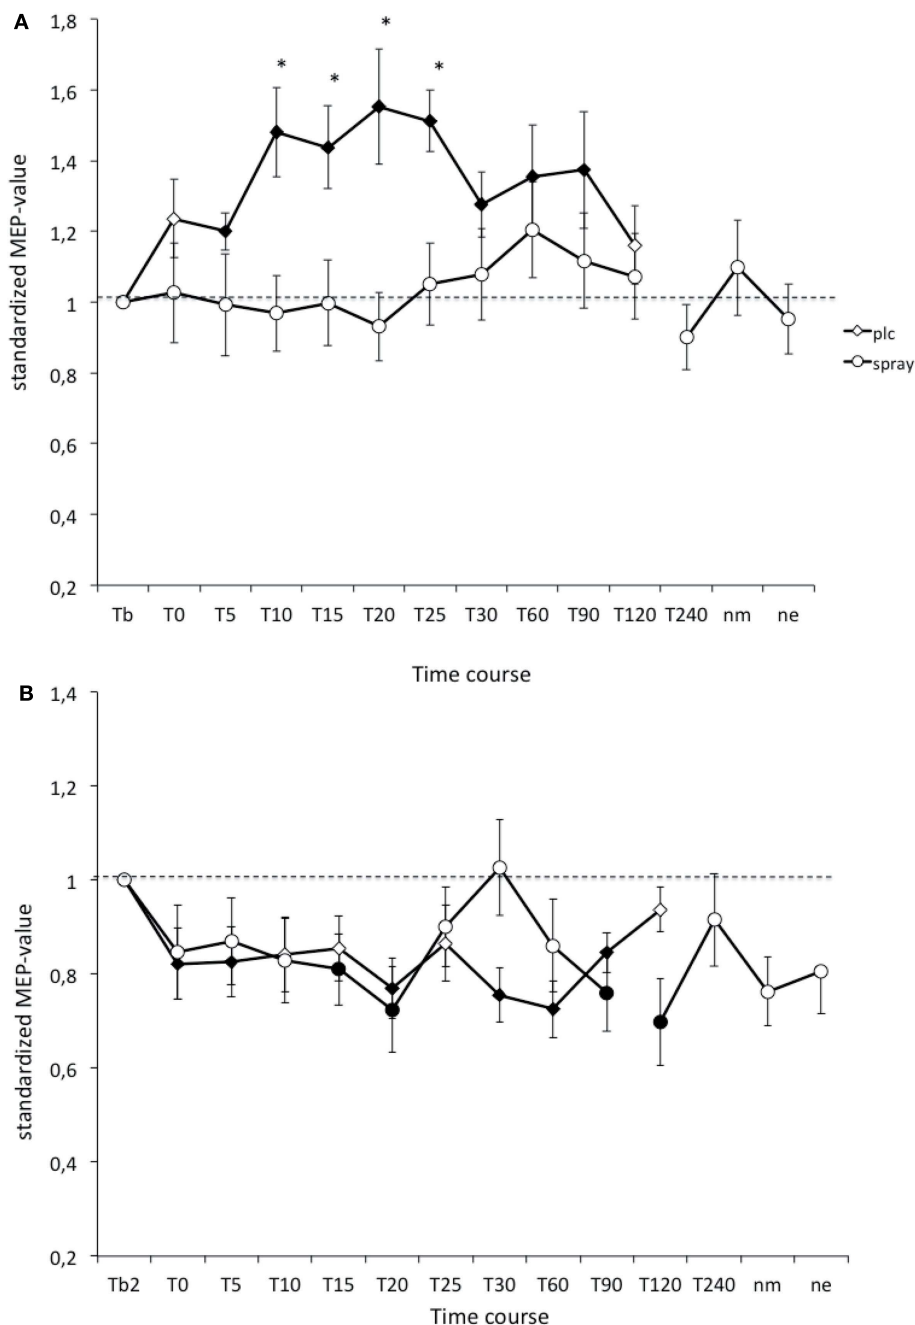 A
1,8
1,6
1,4
1,2
1
0,8
0,6
0,4
0,2
standardized MEP-value
* * * *
plc
spray
Tb T0 T5 T10 T15 T20 T25 T30 T60 T90 T120 T240 nm ne
Time course
B
1,4
1,2
1
0,8
0,6
0,4
0,2
standardized MEP-value
Tb2 T0 T5 T10 T15 T20 T25 T30 T60 T90 T120 T240 nm ne
Time course